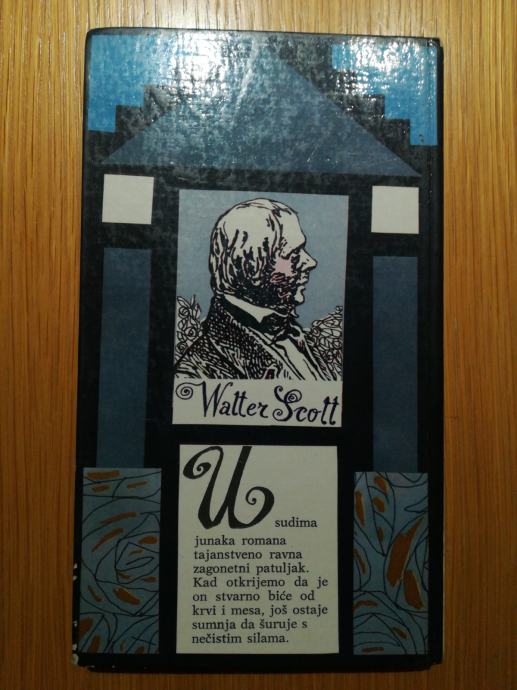 Walter Scott
U sudima
junaka romana
tajanstveno ravna
zagonetni patuljak.
Kad otkrijemo da je
on stvarno biće od
krvi i mesa, još ostaje
sumnja da šuruje s
nečistim silama.